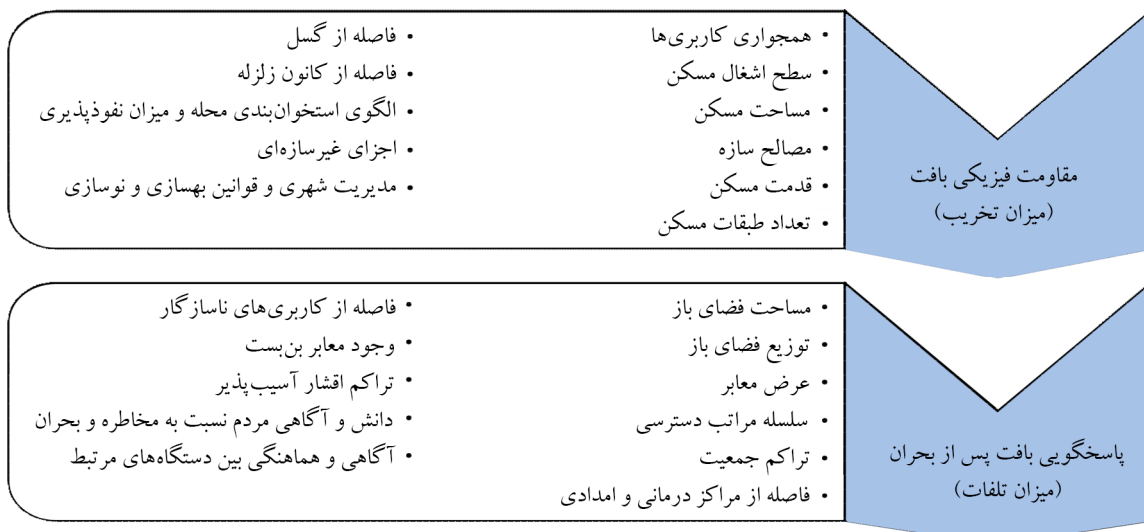 مقاومت فیزیکی بافت
(میزان تخریب)
• همجواری کاربری‌ها
• سطح اشغال مسکن
• مساحت مسکن
• مصالح سازه
• قدمت مسکن
• تعداد طبقات مسکن
• فاصله از گسل
• فاصله از کانون زلزله
• الگوی استخوان‌بندی محله و میزان نفوذپذیری
• اجزای غیرسازه‌ای
• مدیریت شهری و قوانین بهسازی و نوسازی
پاسخگویی بافت پس از بحران
(میزان تلفات)
• مساحت فضای باز
• توزیع فضای باز
• عرض معابر
• سلسله مراتب دسترسی
• تراکم جمعیت
• فاصله از مراکز درمانی و امدادی
• فاصله از کاربری‌های ناسازگار
• وجود معابر بن‌بست
• تراکم اقشار آسیب‌پذیر
• دانش و آگاهی مردم نسبت به مخاطره و بحران
• آگاهی و هماهنگی بین دستگاه‌های مرتبط